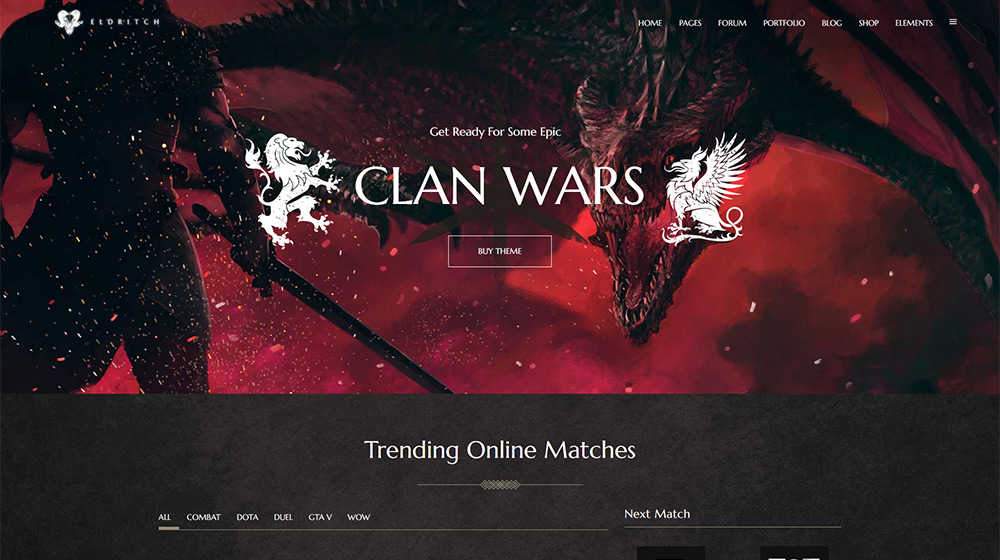 ELDRITCH
HOME PAGES FORUM PORTFOLIO BLOG SHOP ELEMENTS
Get Ready For Some Epic
CLAN WARS
BUY THEME
Trending Online Matches
ALL COMBAT DOTA DUEL GTA V WOW
Next Match